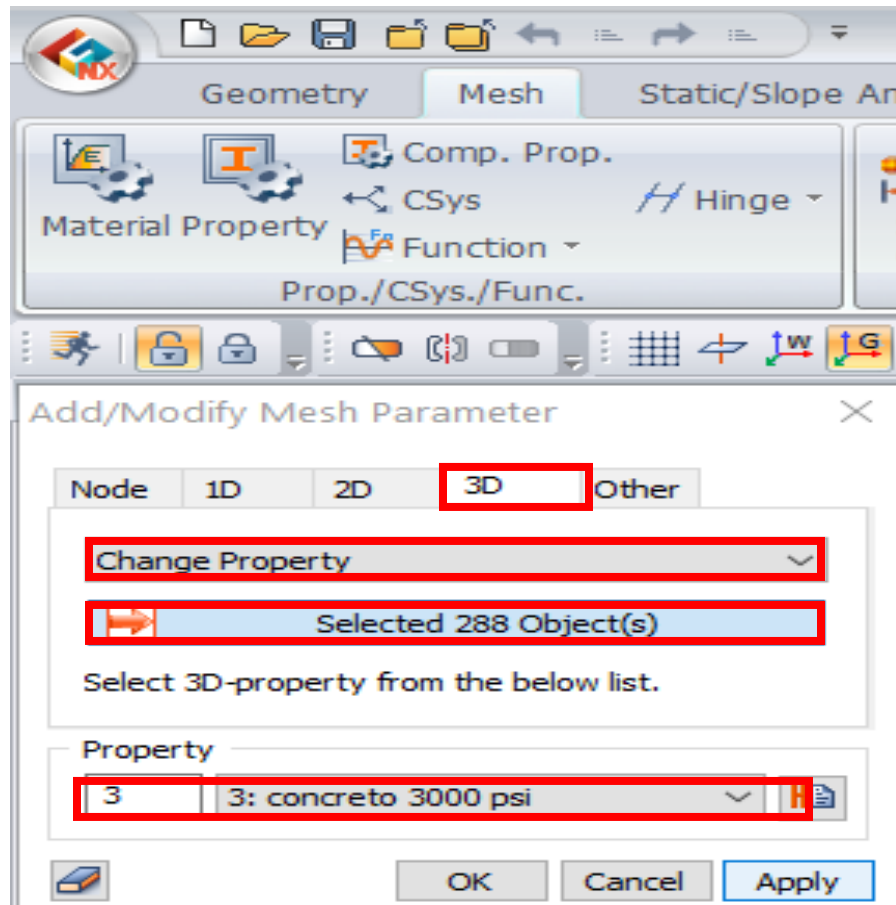 NX
Geometry Mesh Static/Slope An
Comp. Prop.
CSys Hinge
Material Property
Function
Prop./CSys./Func.
W G
Add/Modify Mesh Parameter
Node 1D 2D 3D Other
Change Property
Selected 288 Object(s)
Select 3D-property from the below list.
Property
3 3: concreto 3000 psi
OK Cancel Apply